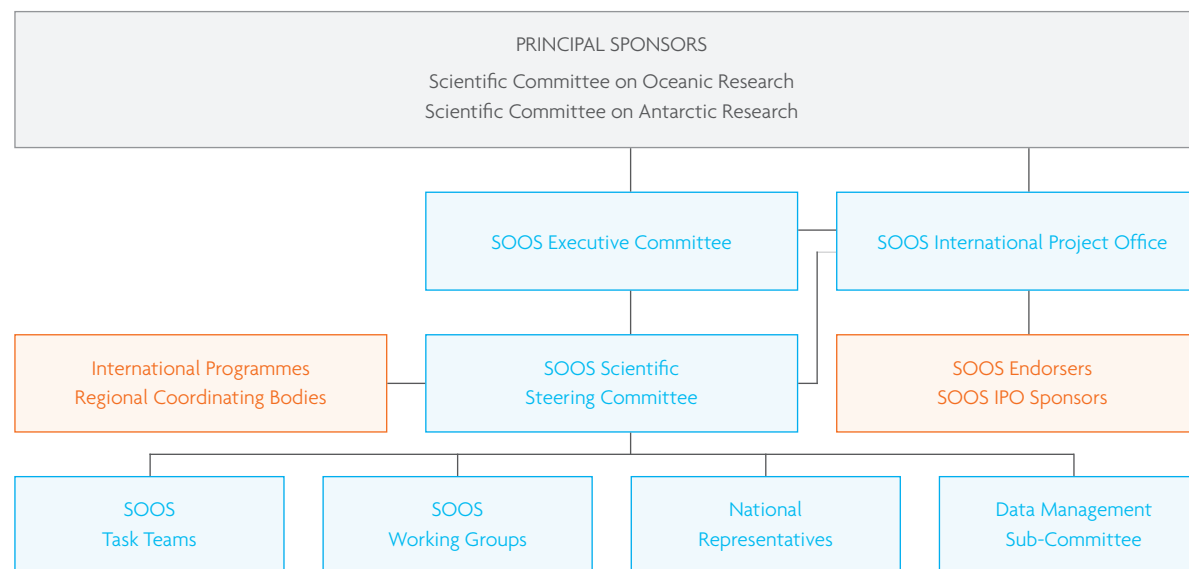 PRINCIPAL SPONSORS
Scientific Committee on Oceanic Research
Scientific Committee on Antarctic Research
SOOS Executive Committee
SOOS International Project Office
International Programmes
Regional Coordinating Bodies
SOOS Scientific
Steering Committee
SOOS Endorsers
SOOS IPO Sponsors
SOOS
Task Teams
SOOS
Working Groups
National
Representatives
Data Management
Sub-Committee